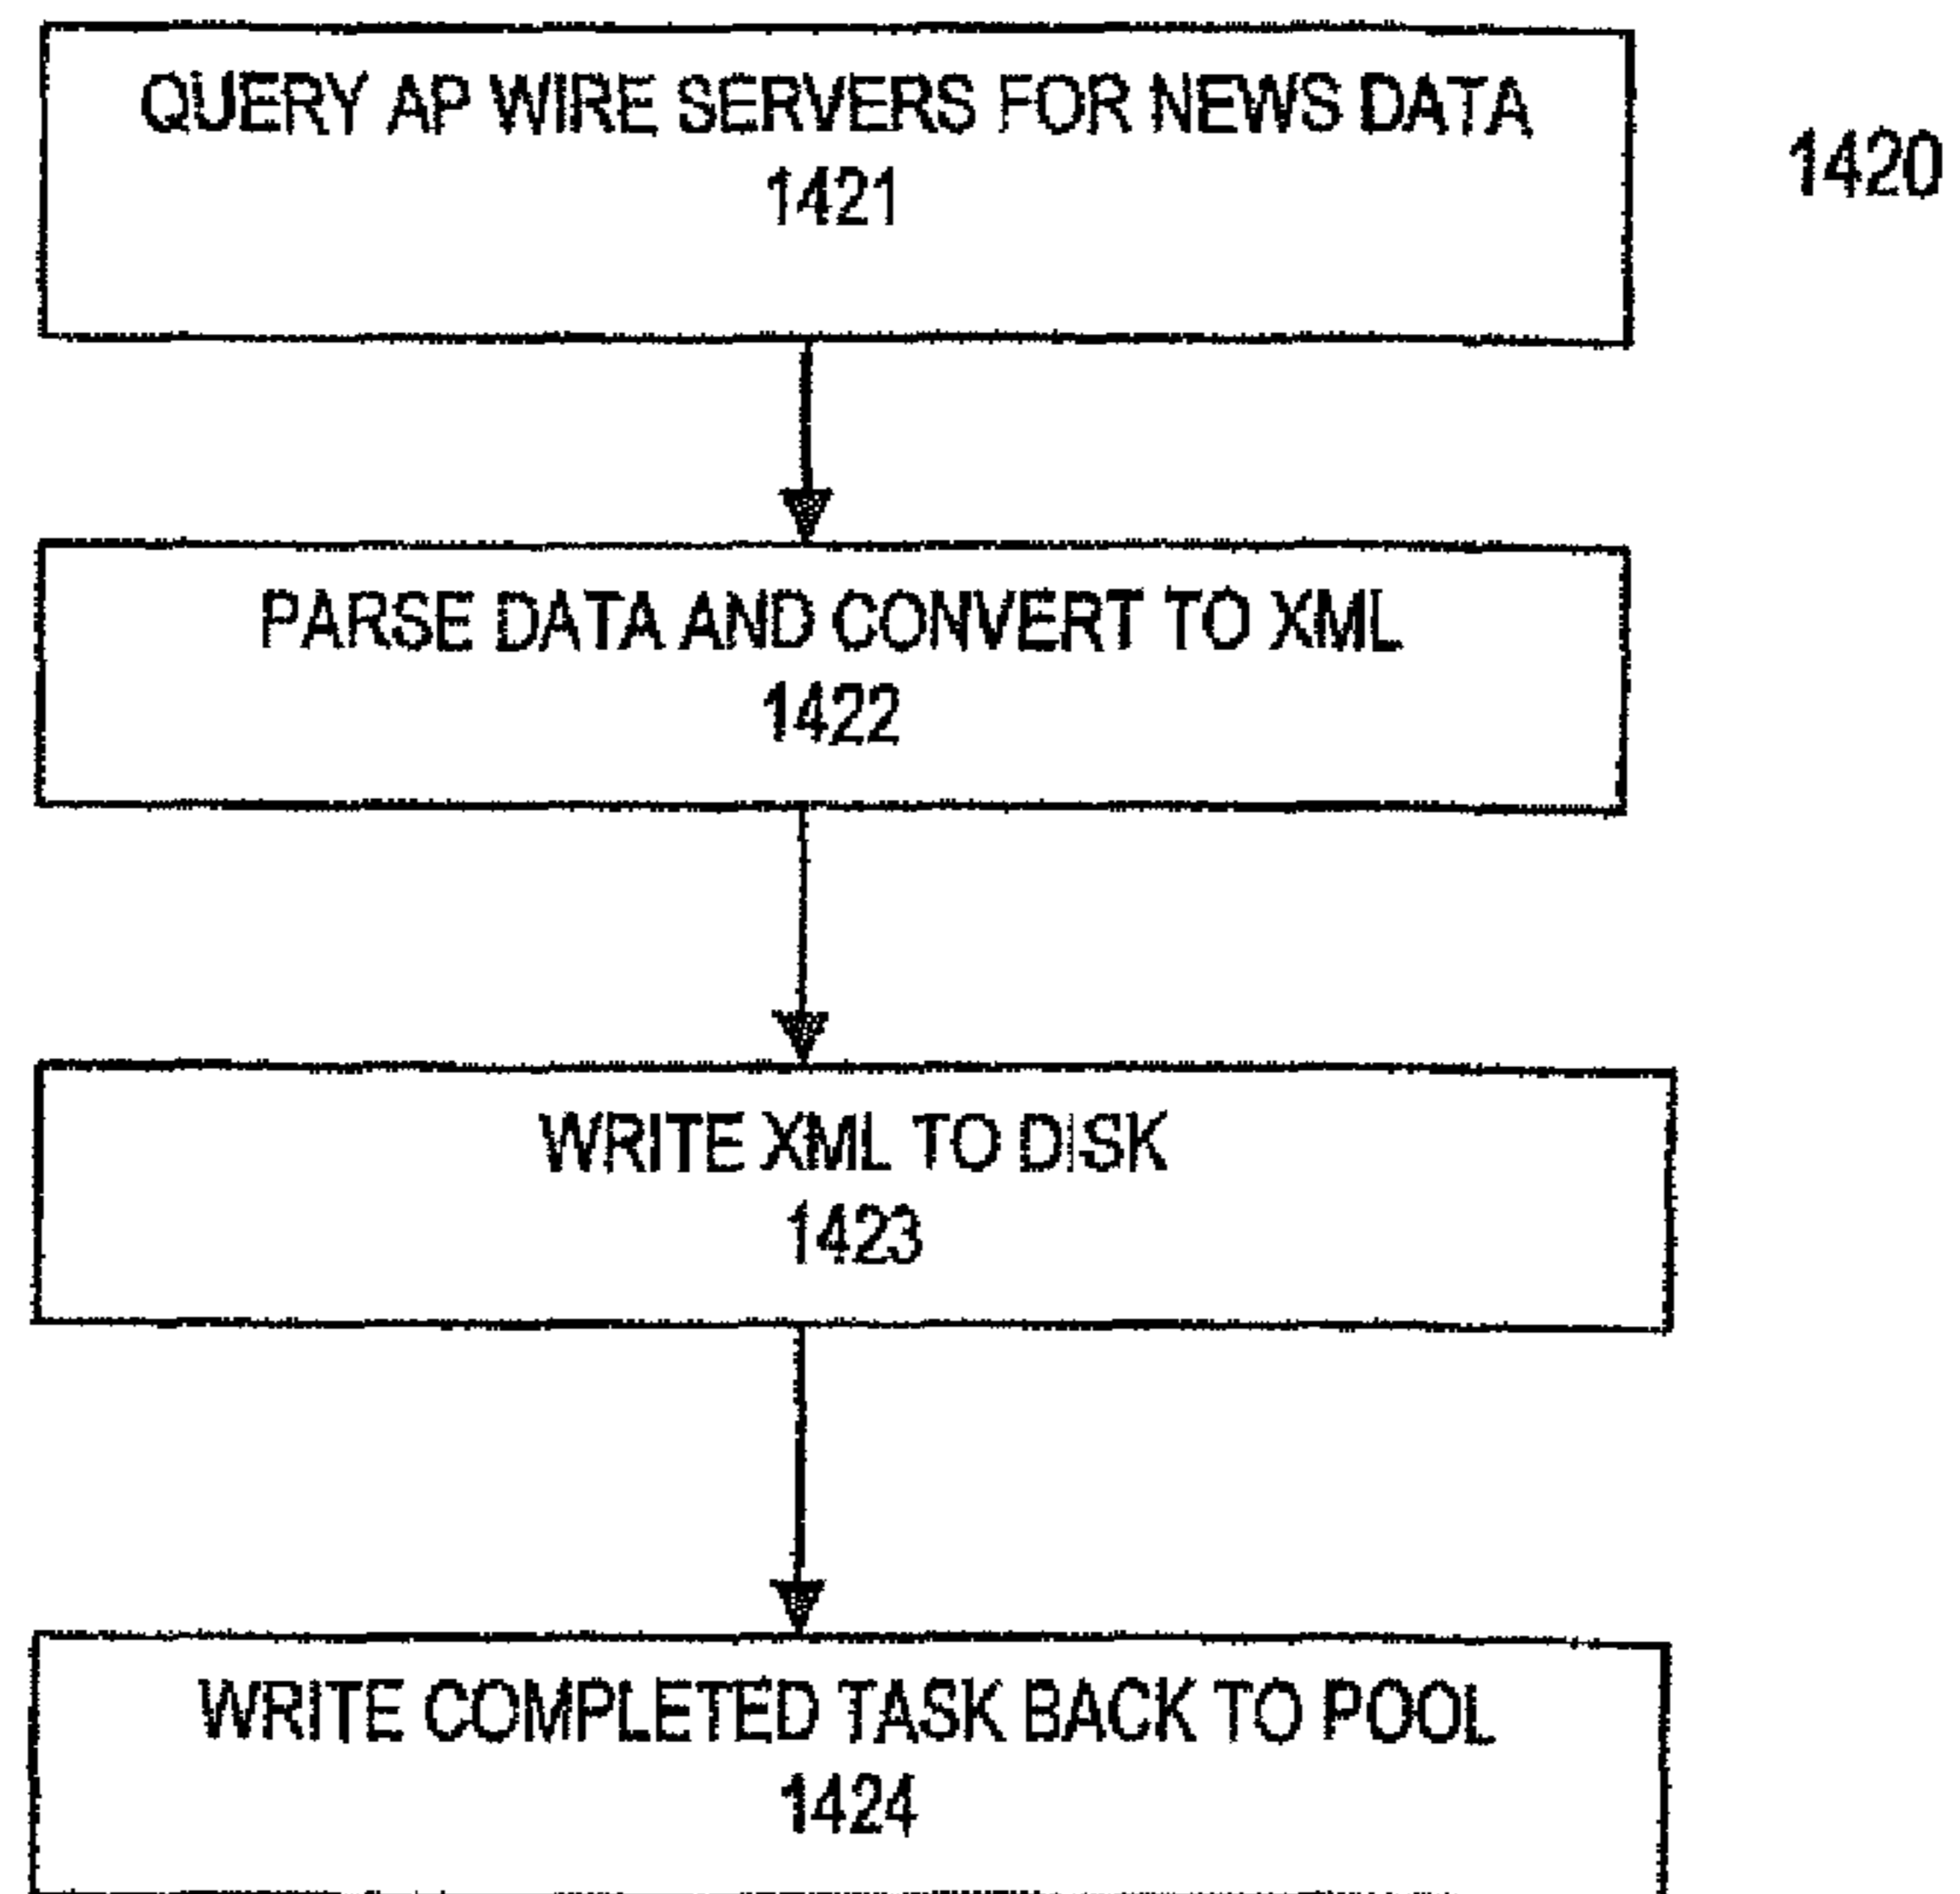 QUERY AP WIRE SERVERS FOR NEWS DATA
1421
1420
PARSE DATA AND CONVERT TO XML
1422
WRITE XML TO DISK
1423
WRITE COMPLETED TASK BACK TO POOL
1424